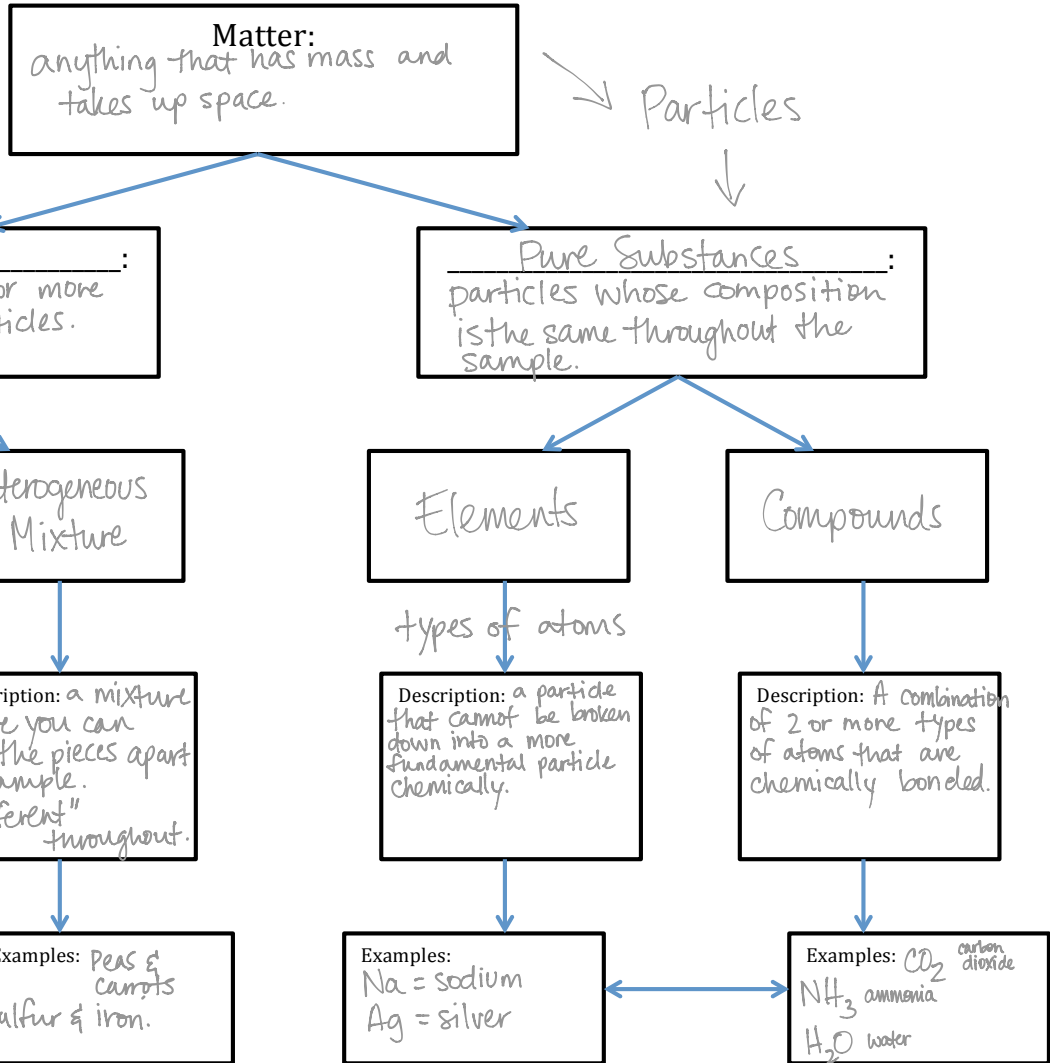 Matter:
anything that has mass and
takes up space.
Particles
:
or more
Pure Substances:
particles whose composition
is the same throughout the
sample.
Mixture
Elements
Compounds
types of atoms
a mixture
you can
the pieces apart
throughout.
Description: a particle
that cannot be broken
down into a more
fundamental particle
chemically.
Description: A combination
of 2 or more types
of atoms that are
chemically bonded.
Examples: Peas &
carrots
& iron.
Examples:
Na = sodium
Ag = silver
Examples: CO₂ carbon
dioxide
NH₃ ammonia
H₂O water